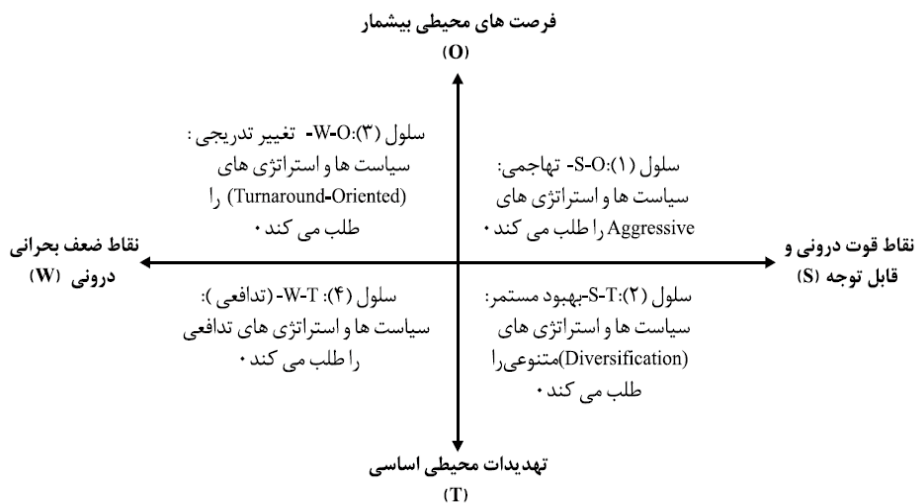 فرصت های محیطی بیشمار
(O)
سلول (۱):S-O- تهاجمی:
سیاست ها و استراتژی های
Aggressive را طلب می کند.
سلول (۳):W-O- تغییر تدریجی:
سیاست ها و استراتژی های
(Turnaround-Oriented) را
طلب می کند.
نقاط قوت درونی و
قابل توجه (S)
نقاط ضعف بحرانی
درونی (W)
سلول (۲):S-T-بهبود مستمر:
سیاست ها و استراتژی های
(Diversification)متنوعی را
طلب می کند.
سلول (۴): W-T-(تدافعی ):
سیاست ها و استراتژی های تدافعی
را طلب می کند.
تهدیدات محیطی اساسی
(T)